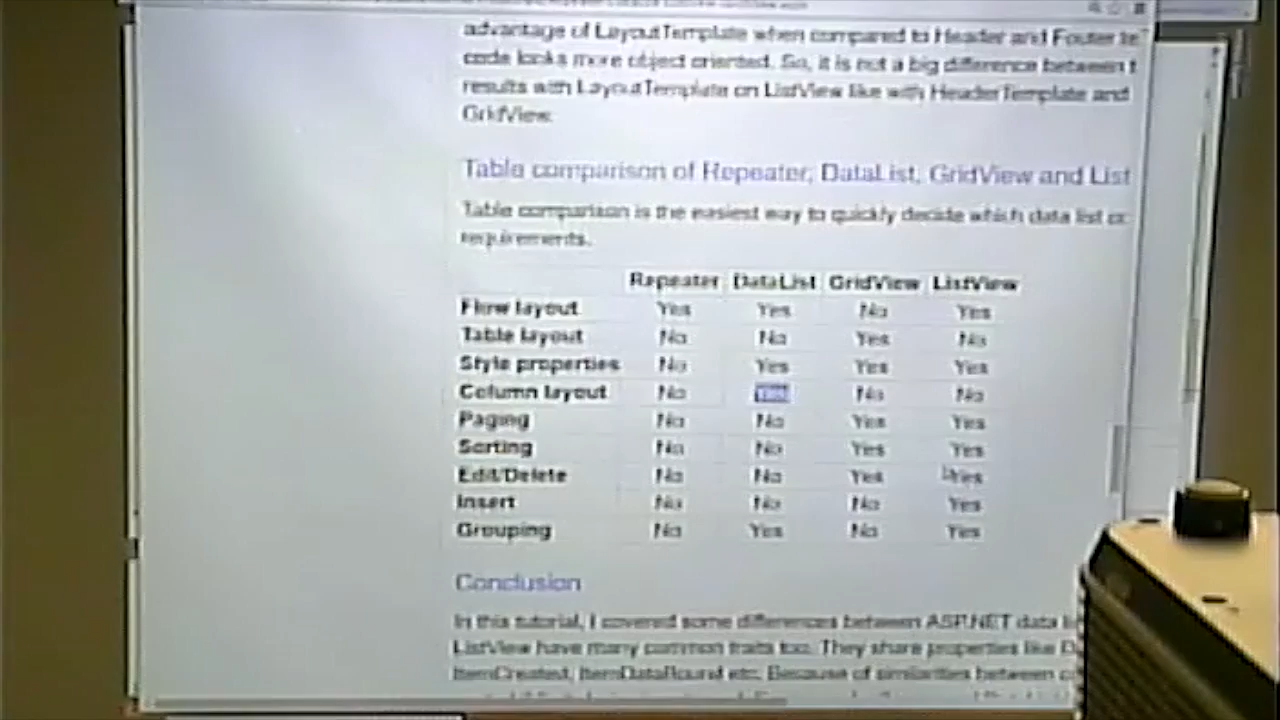 advantage of LayoutTemplate when compared to Header and Footer te
code looks more object oriented. So, it is not a big difference between t
results with LayoutTemplate on ListView like with HeaderTemplate and
GridView.
Table comparison of Repeater, DataList, GridView and List
Table comparison is the easiest way to quickly decide which data list co
requirements.
Repeater DataList GridView ListView
Flow layout Yes Yes No Yes
Table layout No No Yes No
Style properties No Yes Yes Yes
Column layout No Yes No No
Paging No No Yes Yes
Sorting No No Yes Yes
Edit/Delete No No Yes Yes
Insert No No No Yes
Grouping No Yes No Yes
Conclusion
In this tutorial, I covered some differences between ASP.NET data li
ListView have many common traits too. They share properties like D
ItemCreated, ItemDataBound etc. Because of similarities between c